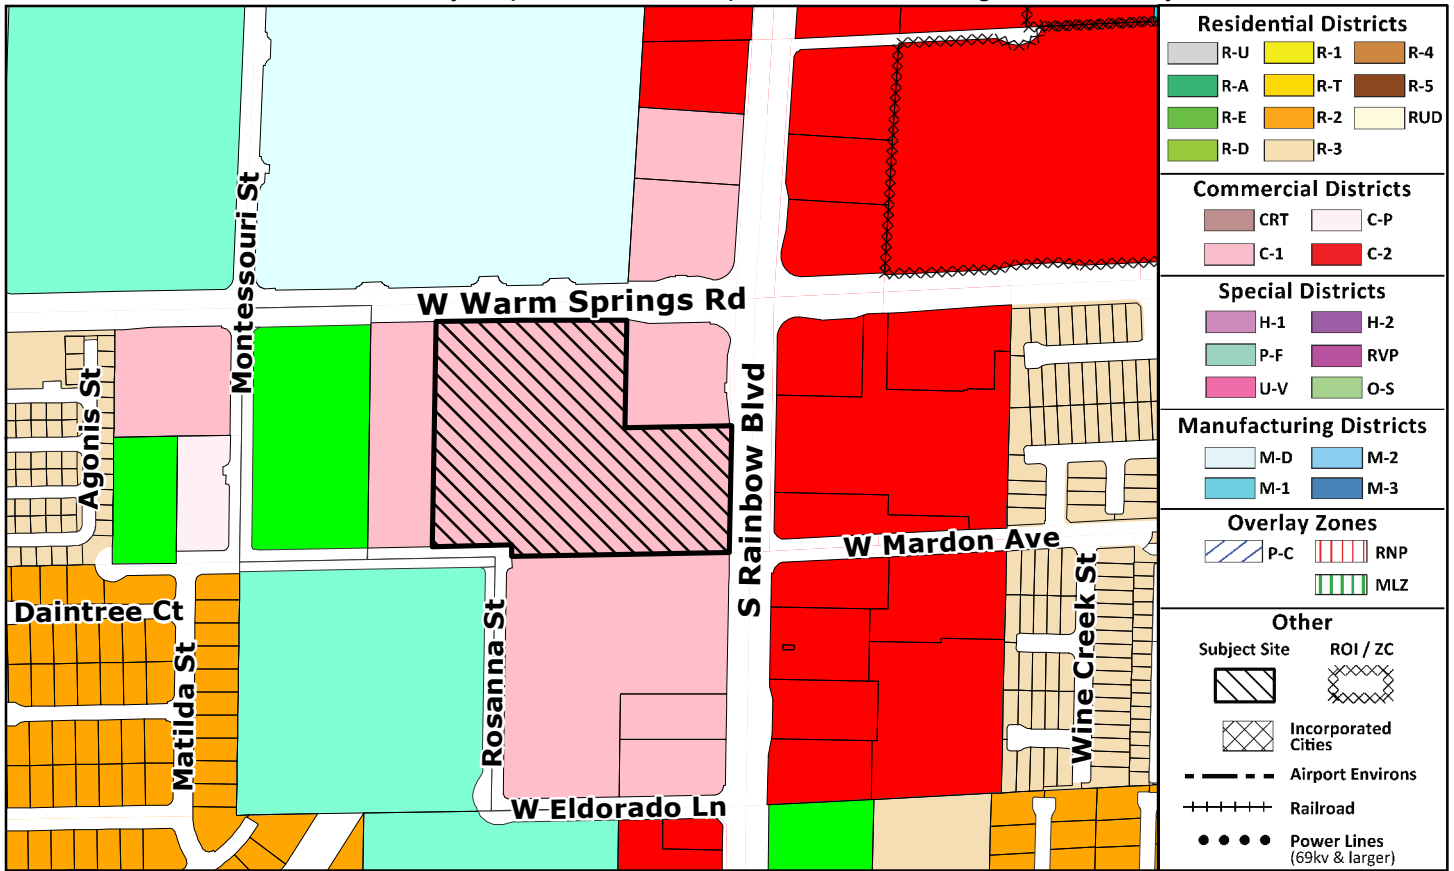 Montessouri St
W Warm Springs Rd
Agonis St
S Rainbow Blvd
W Mardon Ave
Daintree Ct
Matilda St
Rosanna St
Wine Creek St
W Eldorado Ln
Residential Districts
R-U R-1 R-4
R-A R-T R-5
R-E R-2 RUD
R-D R-3
Commercial Districts
CRT C-P
C-1 C-2
Special Districts
H-1 H-2
P-F RVP
U-V O-S
Manufacturing Districts
M-D M-2
M-1 M-3
Overlay Zones
P-C RNP
MLZ
Other
Subject Site ROI / ZC
Incorporated
Cities
Airport Environs
Railroad
Power Lines
(69kv & larger)